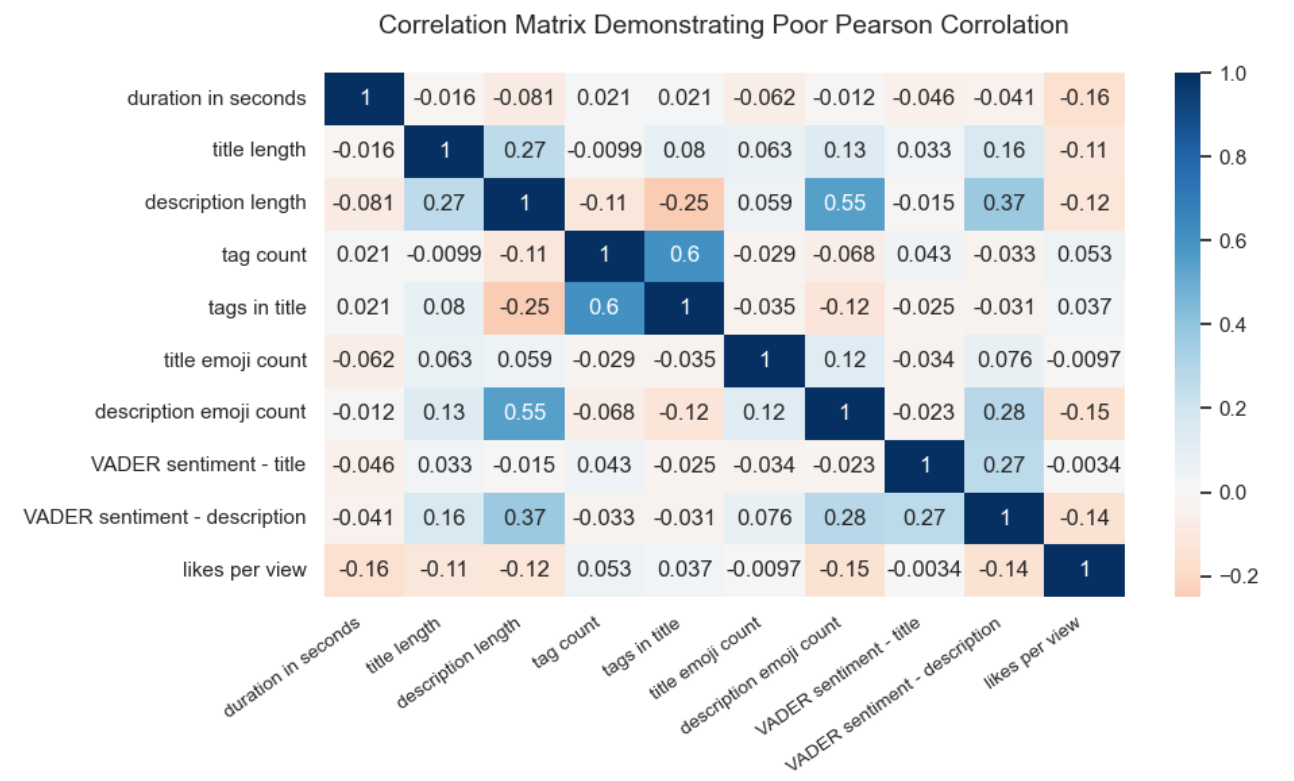 Correlation Matrix Demonstrating Poor Pearson Corrolation
duration in seconds 1 -0.016 -0.081 0.021 0.021 -0.062 -0.012 -0.046 -0.041 -0.16
title length -0.016 1 0.27 -0.0099 0.08 0.063 0.13 0.033 0.16 -0.11
description length -0.081 0.27 1 -0.11 -0.25 0.059 0.55 -0.015 0.37 -0.12
tag count 0.021 -0.0099 -0.11 1 0.6 -0.029 -0.068 0.043 -0.033 0.053
tags in title 0.021 0.08 -0.25 0.6 1 -0.035 -0.12 -0.025 -0.031 0.037
title emoji count -0.062 0.063 0.059 -0.029 -0.035 1 0.12 -0.034 0.076 -0.0097
description emoji count -0.012 0.13 0.55 -0.068 -0.12 0.12 1 -0.023 0.28 -0.15
VADER sentiment - title -0.046 0.033 -0.015 0.043 -0.025 -0.034 -0.023 1 0.27 -0.0034
VADER sentiment - description -0.041 0.16 0.37 -0.033 -0.031 0.076 0.28 0.27 1 -0.14
likes per view -0.16 -0.11 -0.12 0.053 0.037 -0.0097 -0.15 -0.0034 -0.14 1
duration in seconds
title length
description length
tag count
tags in title
title emoji count
description emoji count
VADER sentiment - title
VADER sentiment - description
likes per view
1.0
0.8
0.6
0.4
0.2
0.0
−0.2